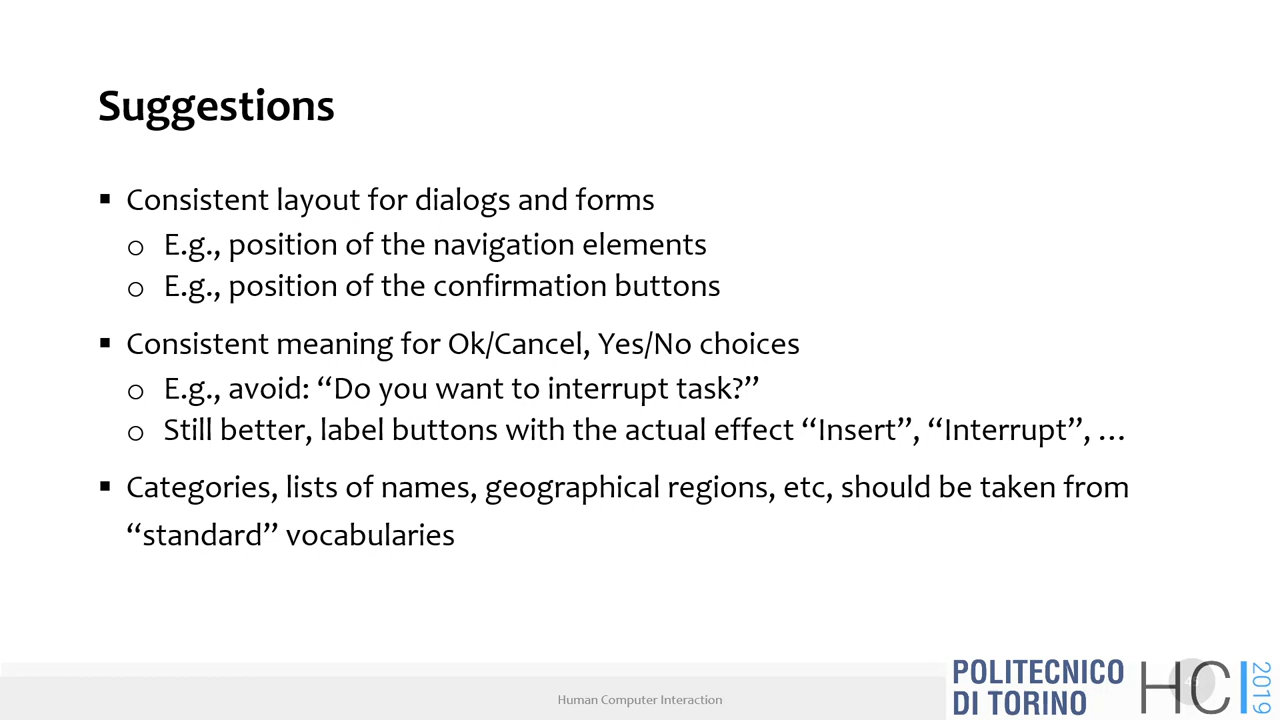 Suggestions
▪ Consistent layout for dialogs and forms
o E.g., position of the navigation elements
o E.g., position of the confirmation buttons
▪ Consistent meaning for Ok/Cancel, Yes/No choices
o E.g., avoid: “Do you want to interrupt task?”
o Still better, label buttons with the actual effect “Insert”, “Interrupt”, …
▪ Categories, lists of names, geographical regions, etc, should be taken from
“standard” vocabularies
Human Computer Interaction
POLITECNICO
DI TORINO
HCI
2019